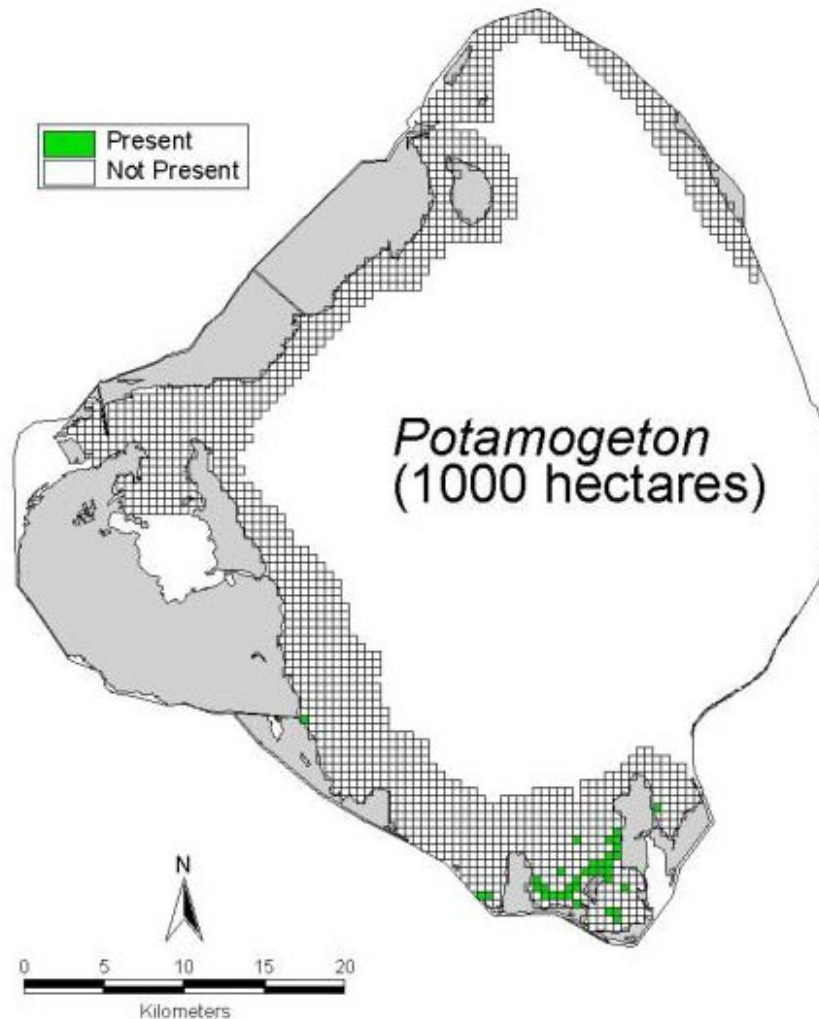 Present
Not Present
Potamogeton
(1000 hectares)
N
0 5 10 15 20
Kilometers